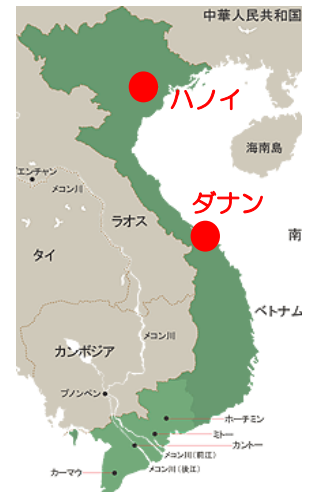 中華人民共和国
ハノイ
海南島
エンチャン
メコン川
ダナン
ラオス
南
タイ
ベトナム
メコン川
カンボジア
プノンペン
ホーチミン
ミトー
カントー
メコン川(前江)
メコン川(後江)
カーマウ